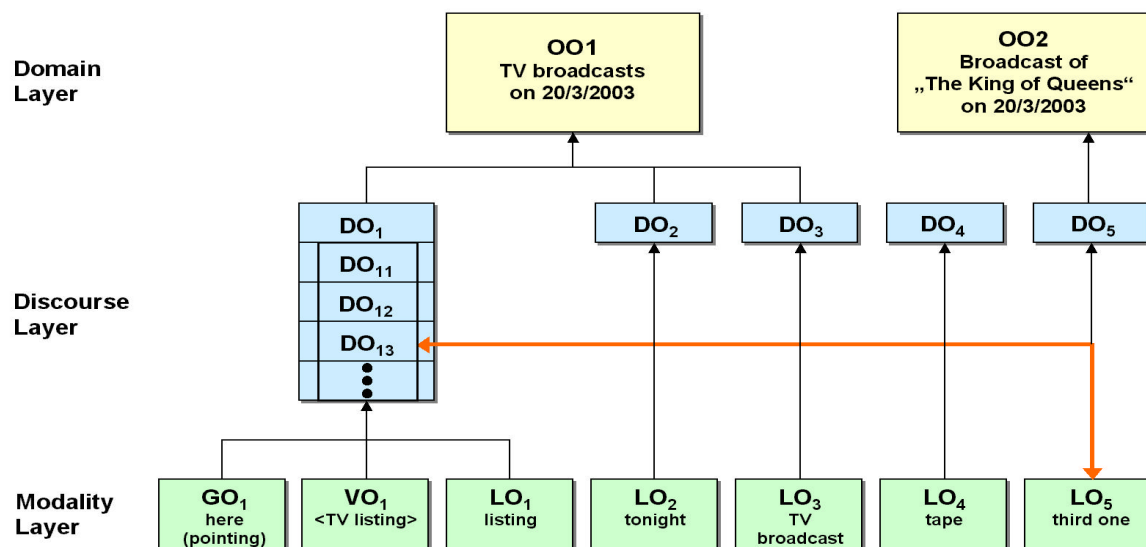 Domain
Layer
OO1
TV broadcasts
on 20/3/2003
OO2
Broadcast of
„The King of Queens“
on 20/3/2003
Discourse
Layer
DO₁
DO₁₁
DO₁₂
DO₁₃
DO₂
DO₃
DO₄
DO₅
Modality
Layer
GO₁
here
(pointing)
VO₁
<TV listing>
LO₁
listing
LO₂
tonight
LO₃
TV
broadcast
LO₄
tape
LO₅
third one